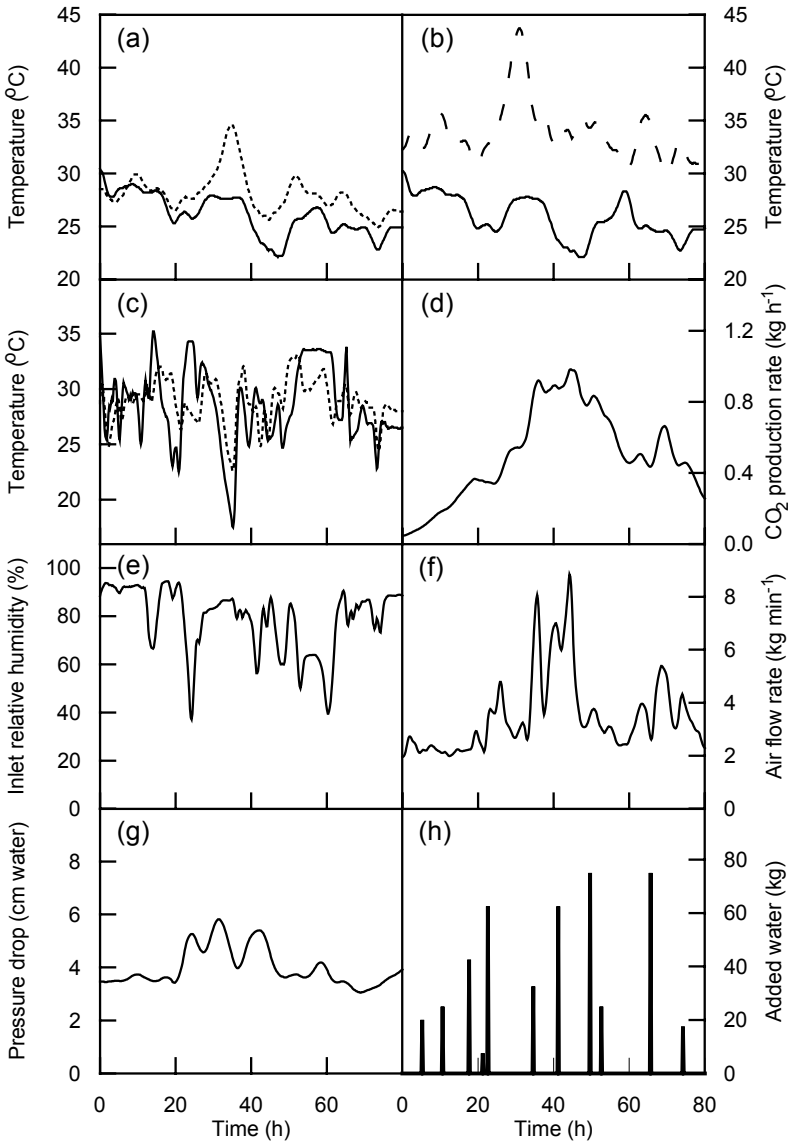 45
40
35
30
25
20
Temperature (ºC)
(a)
(b)
45
40
35
30
25
20
Temperature (ºC)
35
30
25
20
Temperature (ºC)
(c)
(d)
1.2
0.8
0.4
0.0
CO2 production rate (kg h-1)
100
80
60
40
20
0
Inlet relative humidity (%)
(e)
(f)
8
6
4
2
0
Air flow rate (kg min-1)
8
6
4
2
0
Pressure drop (cm water)
(g)
(h)
80
60
40
20
0
Added water (kg)
0 20 40 60 0 20 40 60 80
Time (h) Time (h)